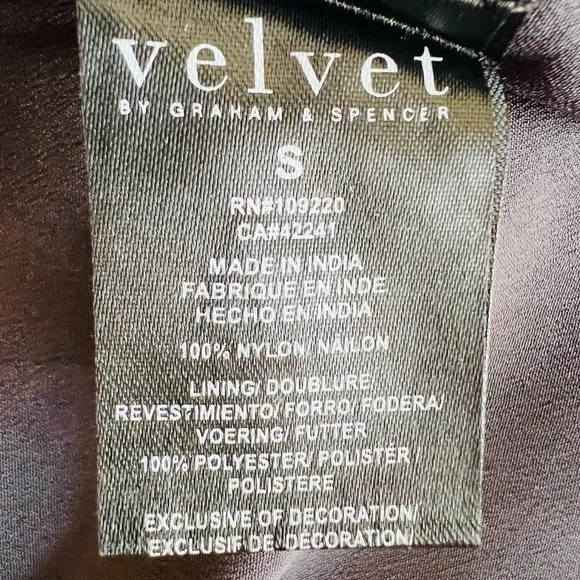 velvet
BY GRAHAM & SPENCER
S
RN#109220
CA#42241
MADE IN INDIA
FABRIQUE EN INDE
HECHO EN INDIA
100% NYLON/ NAILON
LINING/ DOUBLURE
REVESTIMIENTO/ FORRO/ FODERA/
VOERING/ FUTTER
100% POLYESTER/ POLISTER /
POLISTERE
EXCLUSIVE OF DECORATION/
EXCLUSIF DE DECORATION/